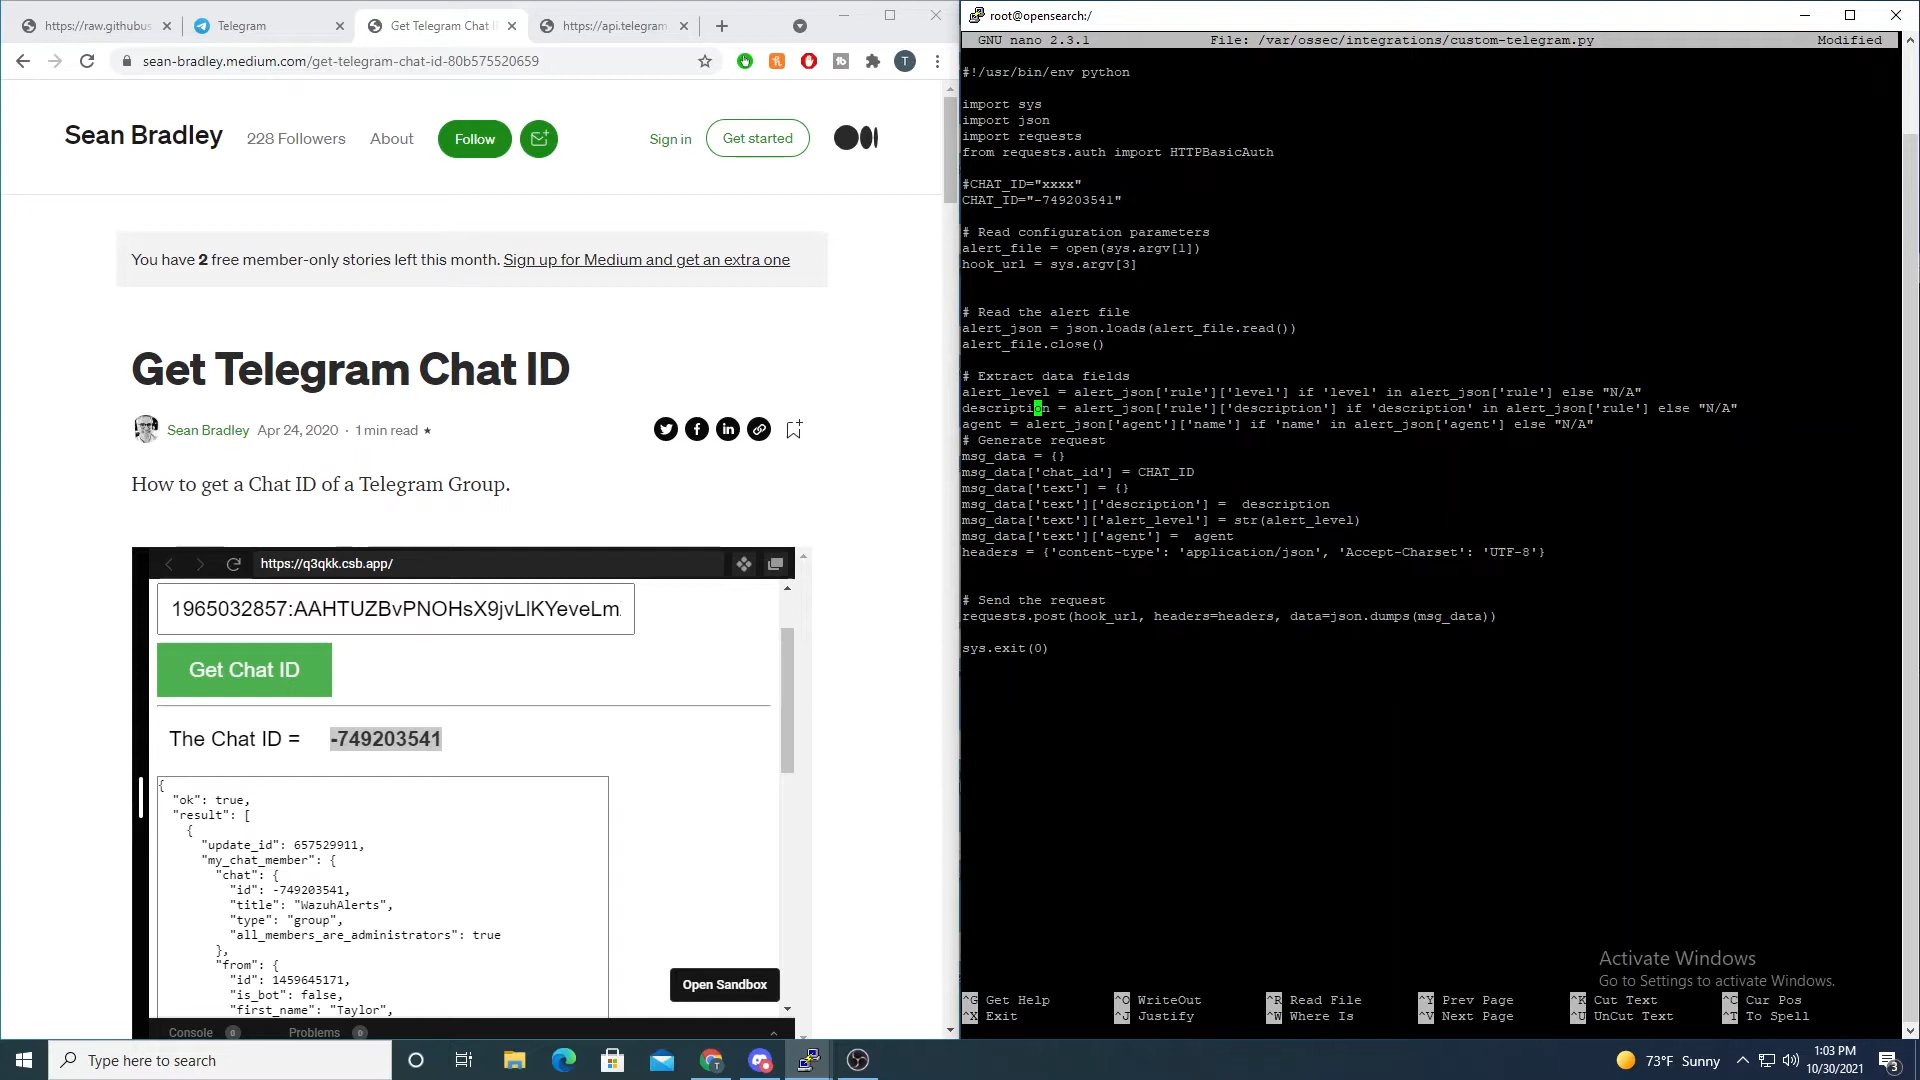 https://raw.githubus
Telegram
Get Telegram Chat I
https://api.telegram.
sean-bradley.medium.com/get-telegram-chat-id-80b575520659
T
Sean Bradley
228 Followers
About
Follow
Sign in
Get started
You have 2 free member-only stories left this month. Sign up for Medium and get an extra one
Get Telegram Chat ID
Sean Bradley Apr 24, 2020 · 1 min read
How to get a Chat ID of a Telegram Group.
https://q3qkk.csb.app/
1965032857:AAHTUZBvPNOHsX9jvLlKYeveLm
Get Chat ID
The Chat ID = -749203541
{
"ok": true,
"result": [
{
"update_id": 657529911,
"my_chat_member": {
"chat": {
"id": -749203541,
"title": "WazuhAlerts",
"type": "group",
"all_members_are_administrators": true
},
"from": {
"id": 1459645171,
"is_bot": false,
"first_name": "Taylor",
Open Sandbox
Console 0 Problems 0
root@opensearch:/
GNU nano 2.3.1 File: /var/ossec/integrations/custom-telegram.py Modified
#!/usr/bin/env python
import sys
import json
import requests
from requests.auth import HTTPBasicAuth
#CHAT_ID="xxxx"
CHAT_ID="-749203541"
# Read configuration parameters
alert_file = open(sys.argv[1])
hook_url = sys.argv[3]
# Read the alert file
alert_json = json.loads(alert_file.read())
alert_file.close()
# Extract data fields
alert_level = alert_json['rule']['level'] if 'level' in alert_json['rule'] else "N/A"
description = alert_json['rule']['description'] if 'description' in alert_json['rule'] else "N/A"
agent = alert_json['agent']['name'] if 'name' in alert_json['agent'] else "N/A"
# Generate request
msg_data = {}
msg_data['chat_id'] = CHAT_ID
msg_data['text'] = {}
msg_data['text']['description'] =  description
msg_data['text']['alert_level'] = str(alert_level)
msg_data['text']['agent'] =  agent
headers = {'content-type': 'application/json', 'Accept-Charset': 'UTF-8'}
# Send the request
requests.post(hook_url, headers=headers, data=json.dumps(msg_data))
sys.exit(0)
Activate Windows
Go to Settings to activate Windows.
^G Get Help ^O WriteOut ^R Read File ^Y Prev Page ^K Cut Text ^C Cur Pos
^X Exit ^J Justify ^W Where Is ^V Next Page ^U UnCut Text ^T To Spell
Type here to search
73°F Sunny
1:03 PM
10/30/2021
3